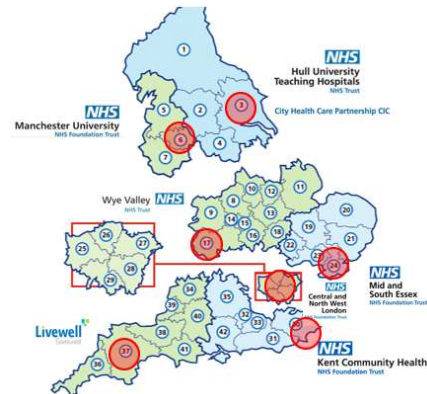 1
NHS
Hull University
Teaching Hospitals
NHS Trust
3
City Health Care Partnership CIC
5
2
NHS
Manchester University
NHS Foundation Trust
6
4
7
Wye Valley NHS
NHS Trust
10
12
11
8
9
13
14
15
16
18
17
20
19
21
22
23
24
26
25
27
28
29
NHS
Mid and
South Essex
NHS Foundation Trust
NHS
Central and
North West
London
NHS Foundation Trust
34
35
39
40
32
33
30
38
42
31
Livewell
Southwest
37
41
36
NHS
Kent Community Health
NHS Foundation Trust